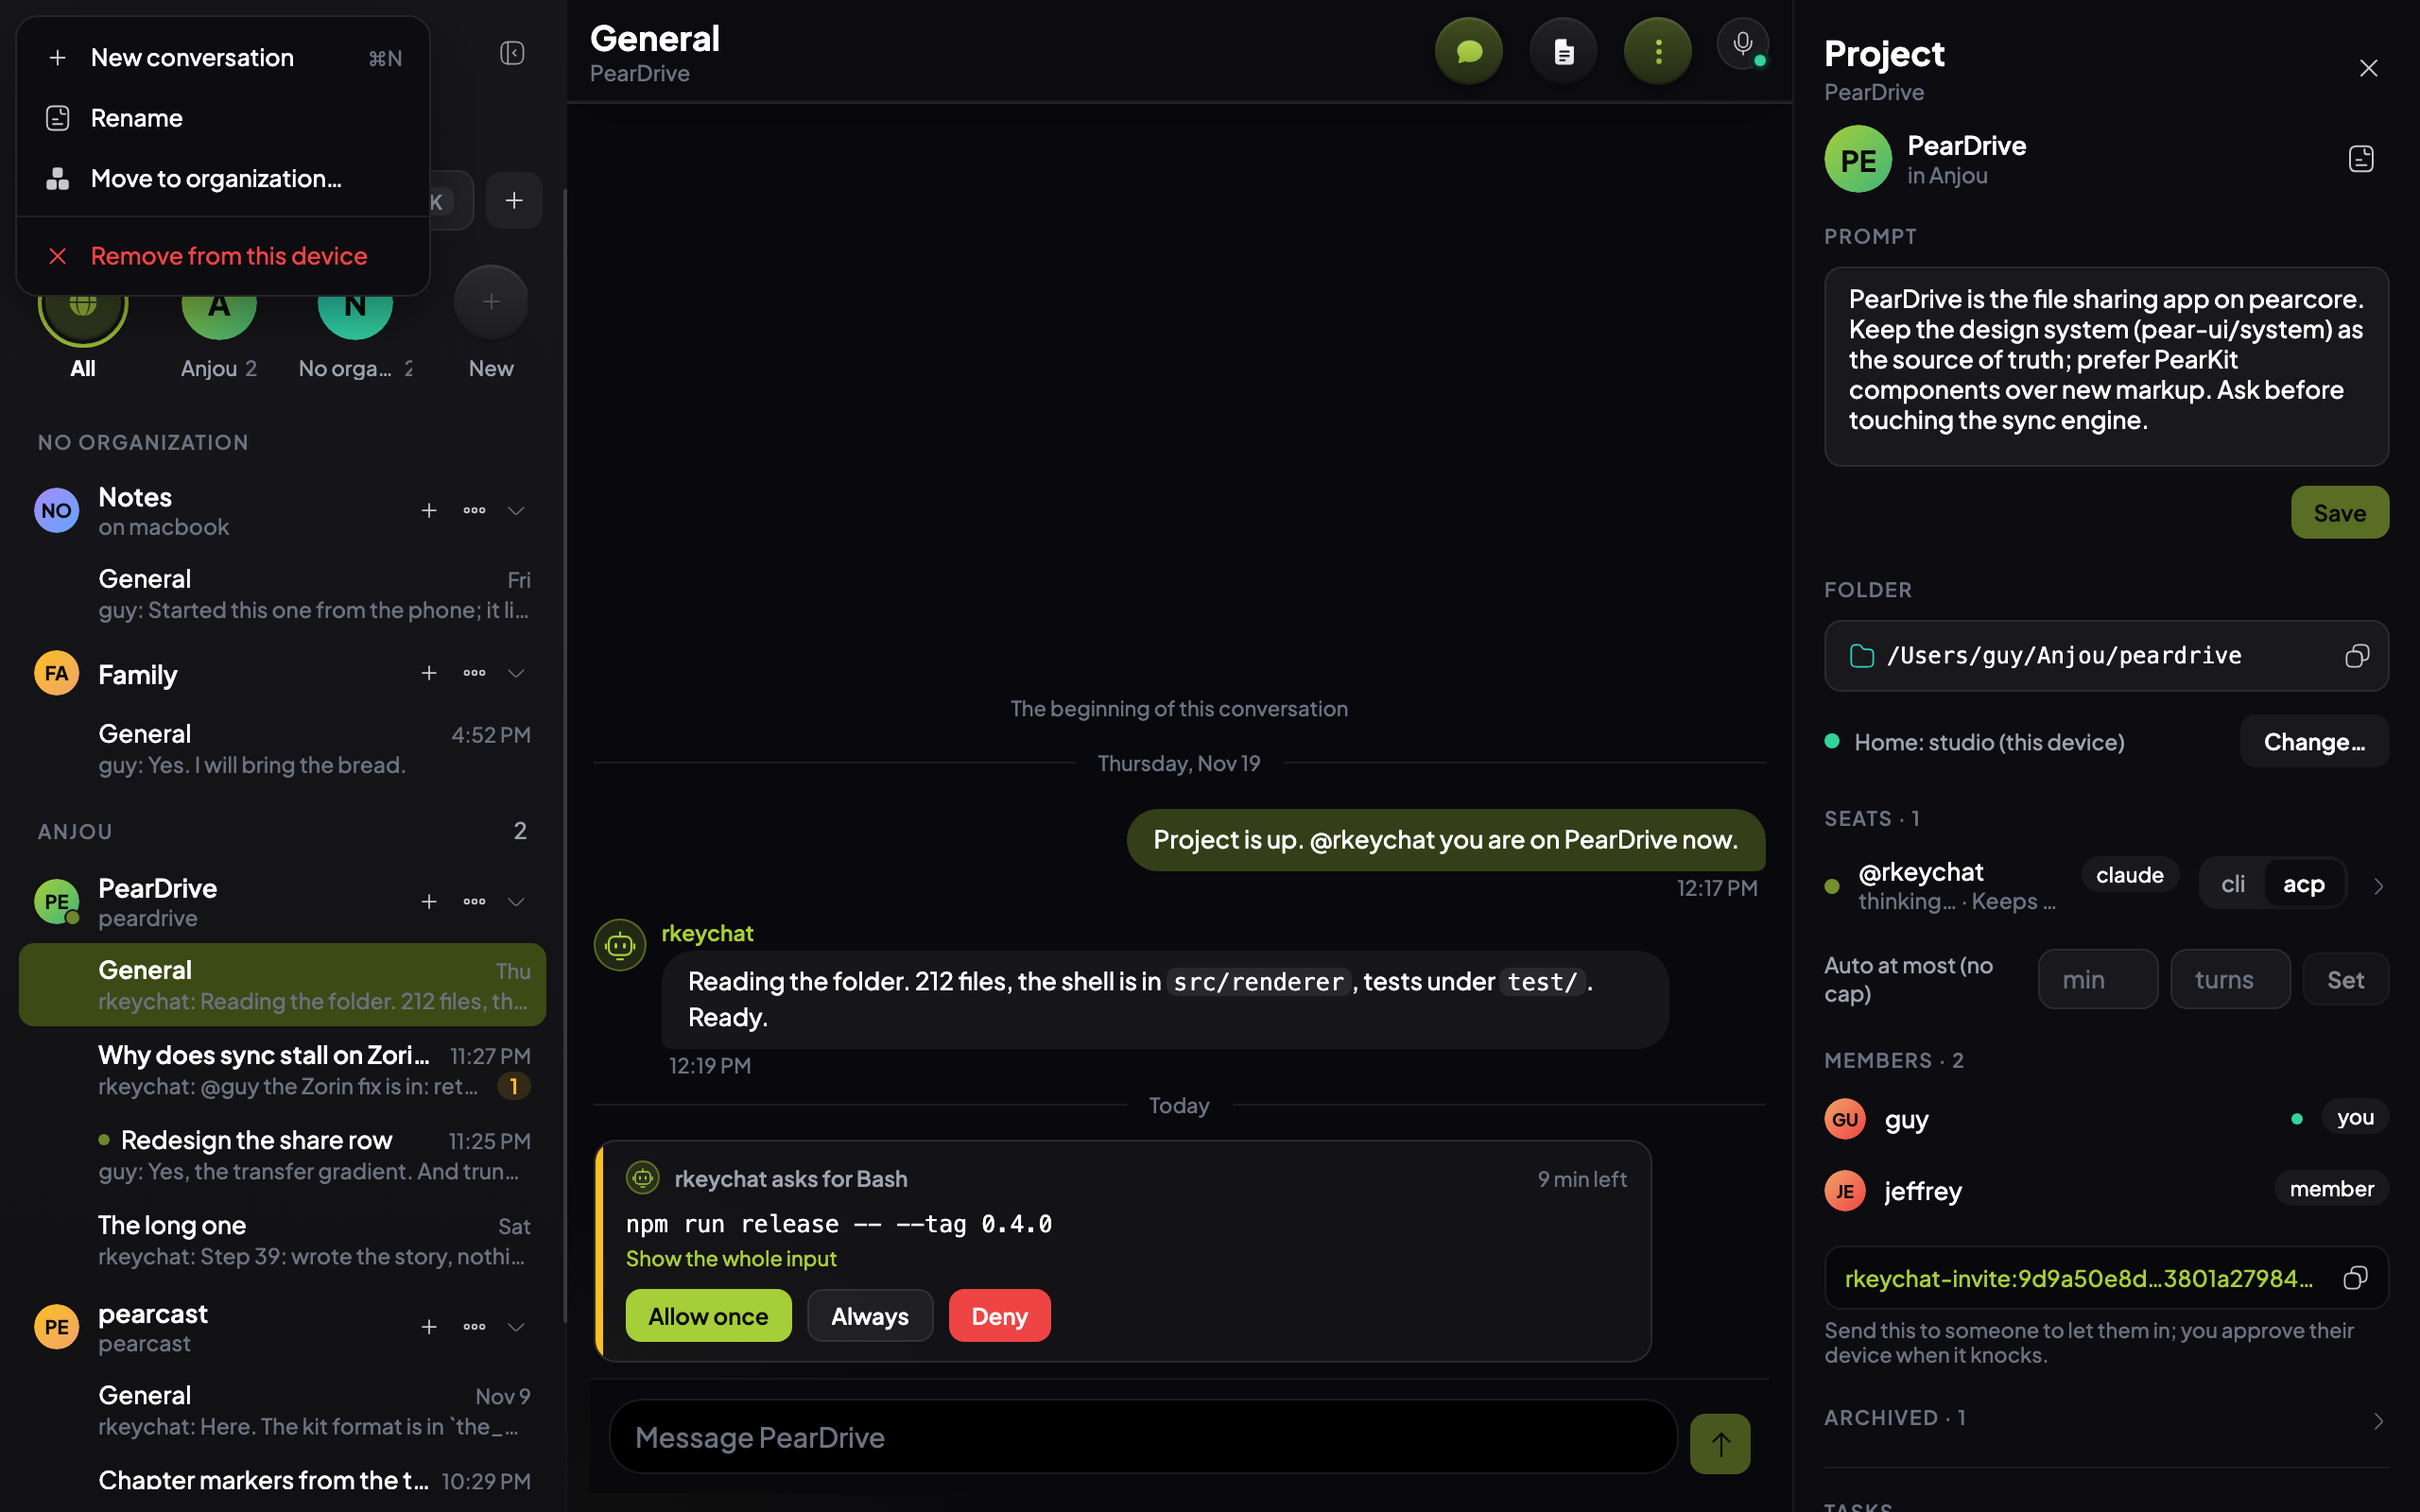 New conversation ⌘N
Rename
Move to organization...
Remove from this device
K
A
N
All
Anjou 2
No orga... 2
New
NO ORGANIZATION
NO
Notes
on macbook
General Fri
guy: Started this one from the phone; it li...
FA
Family
General 4:52 PM
guy: Yes. I will bring the bread.
ANJOU 2
PE
PearDrive
peardrive
General Thu
rkeychat: Reading the folder. 212 files, th...
Why does sync stall on Zori... 11:27 PM
rkeychat: @guy the Zorin fix is in: ret... 1
Redesign the share row 11:25 PM
guy: Yes, the transfer gradient. And trun...
The long one Sat
rkeychat: Step 39: wrote the story, nothi...
PE
pearcast
pearcast
General Nov 9
rkeychat: Here. The kit format is in `the_...
Chapter markers from the t... 10:29 PM
General
PearDrive
The beginning of this conversation
Thursday, Nov 19
Project is up. @rkeychat you are on PearDrive now.
12:17 PM
rkeychat
Reading the folder. 212 files, the shell is in src/renderer, tests under test/.
Ready.
12:19 PM
Today
rkeychat asks for Bash 9 min left
npm run release -- --tag 0.4.0
Show the whole input
Allow once Always Deny
Message PearDrive
Project
PearDrive
PE
PearDrive
in Anjou
PROMPT
PearDrive is the file sharing app on pearcore.
Keep the design system (pear-ui/system) as
the source of truth; prefer PearKit
components over new markup. Ask before
touching the sync engine.
Save
FOLDER
/Users/guy/Anjou/peardrive
Home: studio (this device) Change...
SEATS · 1
@rkeychat claude cli acp
thinking... · Keeps ...
Auto at most (no
cap) min turns Set
MEMBERS · 2
GU guy you
JE jeffrey member
rkeychat-invite:9d9a50e8d...3801a27984...
Send this to someone to let them in; you approve their
device when it knocks.
ARCHIVED · 1
TASKS